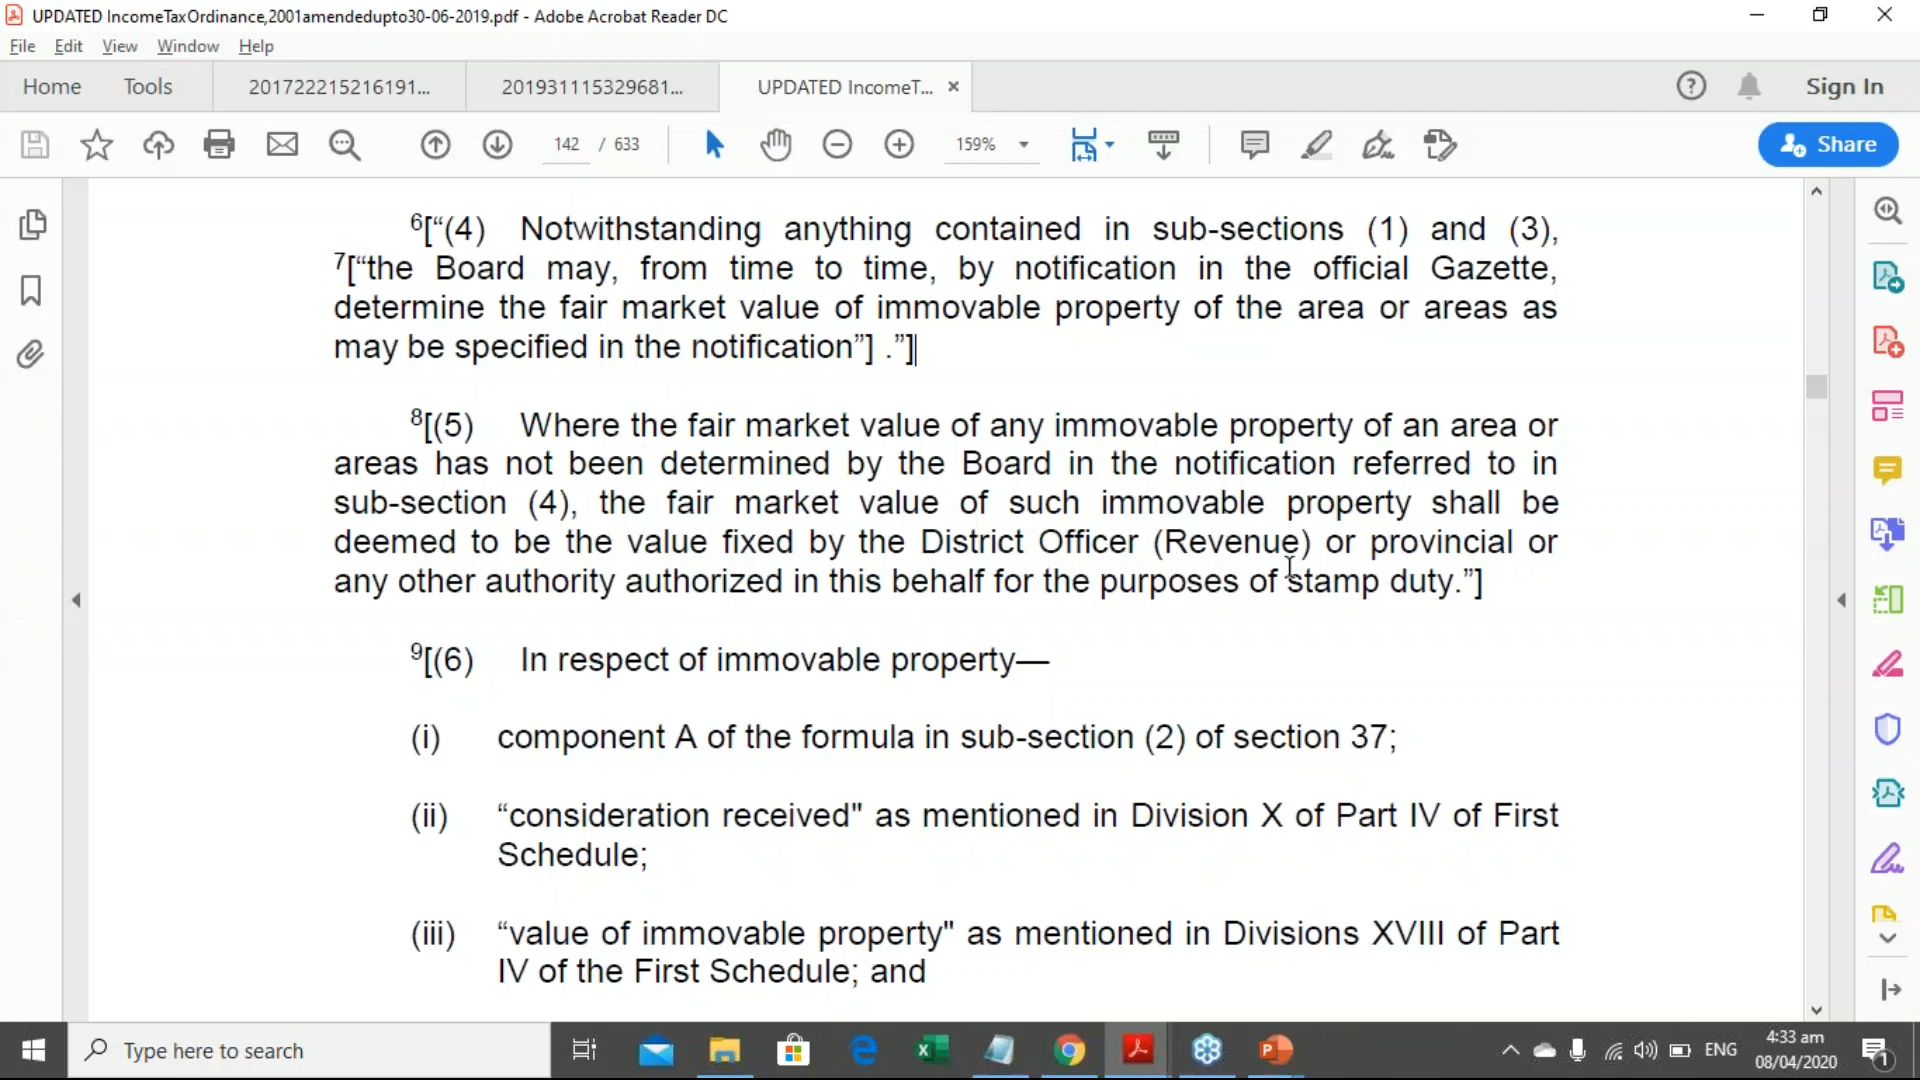 UPDATED IncomeTaxOrdinance,2001amendedupto30-06-2019.pdf - Adobe Acrobat Reader DC
File Edit View Window Help
Home Tools 201722215216191... 201931115329681... UPDATED IncomeT... × Sign In
142 / 633 159% Share
6[“(4) Notwithstanding anything contained in sub-sections (1) and (3),
7[“the Board may, from time to time, by notification in the official Gazette,
determine the fair market value of immovable property of the area or areas as
may be specified in the notification”] .”]
8[(5) Where the fair market value of any immovable property of an area or
areas has not been determined by the Board in the notification referred to in
sub-section (4), the fair market value of such immovable property shall be
deemed to be the value fixed by the District Officer (Revenue) or provincial or
any other authority authorized in this behalf for the purposes of stamp duty.”]
9[(6) In respect of immovable property—
(i) component A of the formula in sub-section (2) of section 37;
(ii) “consideration received" as mentioned in Division X of Part IV of First
Schedule;
(iii) “value of immovable property" as mentioned in Divisions XVIII of Part
IV of the First Schedule; and
Type here to search
ENG
4:33 am
08/04/2020
1